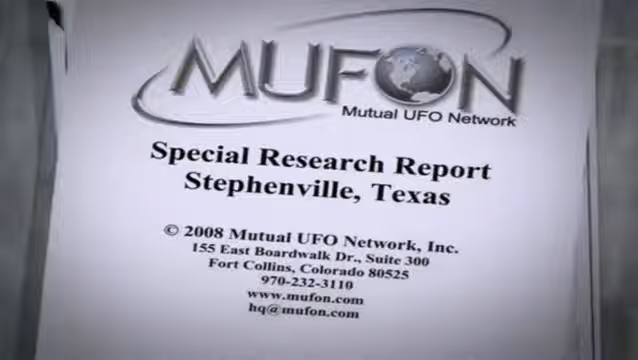 MUFON
Mutual UFO Network
Special Research Report
Stephenville, Texas
© 2008 Mutual UFO Network, Inc.
155 East Boardwalk Dr., Suite 300
Fort Collins, Colorado 80525
970-232-3110
www.mufon.com
hq@mufon.com